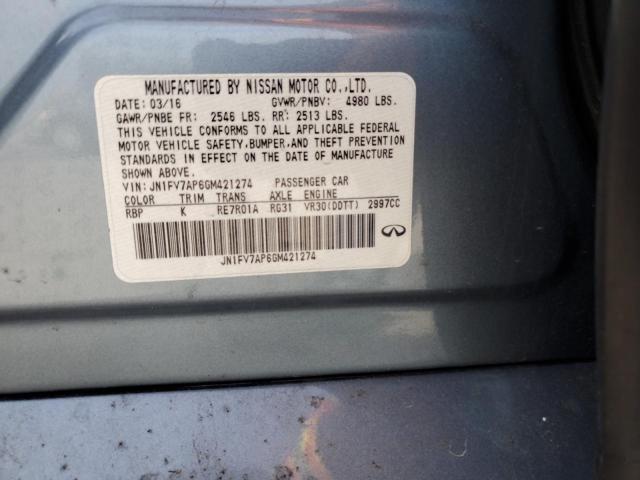 MANUFACTURED BY NISSAN MOTOR CO.,LTD.
DATE: 03/16 GVWR/PNBV: 4980 LBS.
GAWR/PNBE FR: 2546 LBS. RR: 2513 LBS.
THIS VEHICLE CONFORMS TO ALL APPLICABLE FEDERAL
MOTOR VEHICLE SAFETY, BUMPER, AND THEFT PREVENTION
STANDARDS IN EFFECT ON THE DATE OF MANUFACTURE
SHOWN ABOVE.
VIN: JN1FV7AP6GM421274 PASSENGER CAR
COLOR TRIM TRANS AXLE ENGINE
RBP K RE7R01A RG31 VR30(DDTT) 2997CC
JN1FV7AP6GM421274